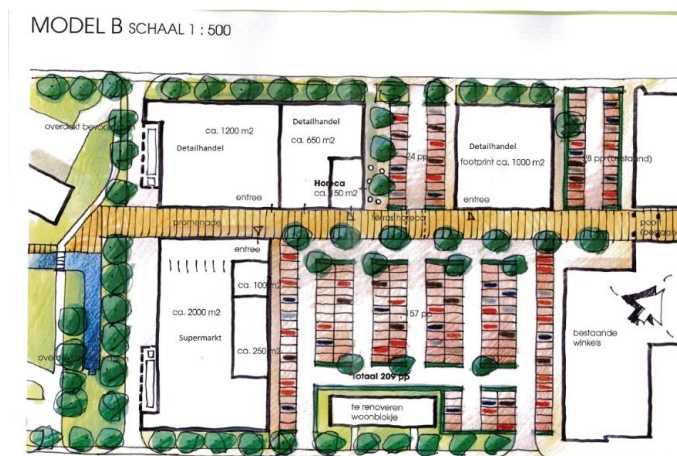 MODEL B SCHAAL 1 : 500
overdekt
ca. 1200 m2
Detailhandel
Detailhandel
ca. 650 m2
Horeca
ca. 150 m2
entree
24 pp
Detailhandel
footprint ca. 1000 m2
entree
28 pp (bestaand)
promenade
terras horeca
entree
ca. 100 m2
ca. 2000 m2
Supermarkt
ca. 250 m2
157 pp
Totaal 209 pp
te renoveren
woonblokje
bestaande
winkels